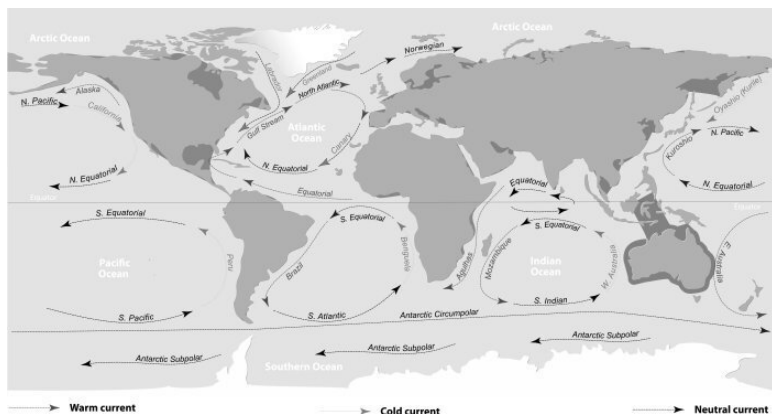 Arctic Ocean
Arctic Ocean
Norwegian
Greenland
Labrador
Alaska
N. Pacific
California
North Atlantic
Gulf Stream
Atlantic
Ocean
Canary
N. Equatorial
N. Equatorial
Oyashio (Kurile)
Kuroshio
N. Pacific
N. Equatorial
Equatorial
Equatorial
Equator
Equator
S. Equatorial
S. Equatorial
S. Equatorial
Pacific
Ocean
Peru
Brazil
Benguela
Agulhas
Mozambique
Indian
Ocean
W. Australia
E. Australia
S. Pacific
S. Atlantic
S. Indian
Antarctic Circumpolar
Antarctic Subpolar
Antarctic Subpolar
Antarctic Subpolar
Southern Ocean
Warm current
Cold current
Neutral current